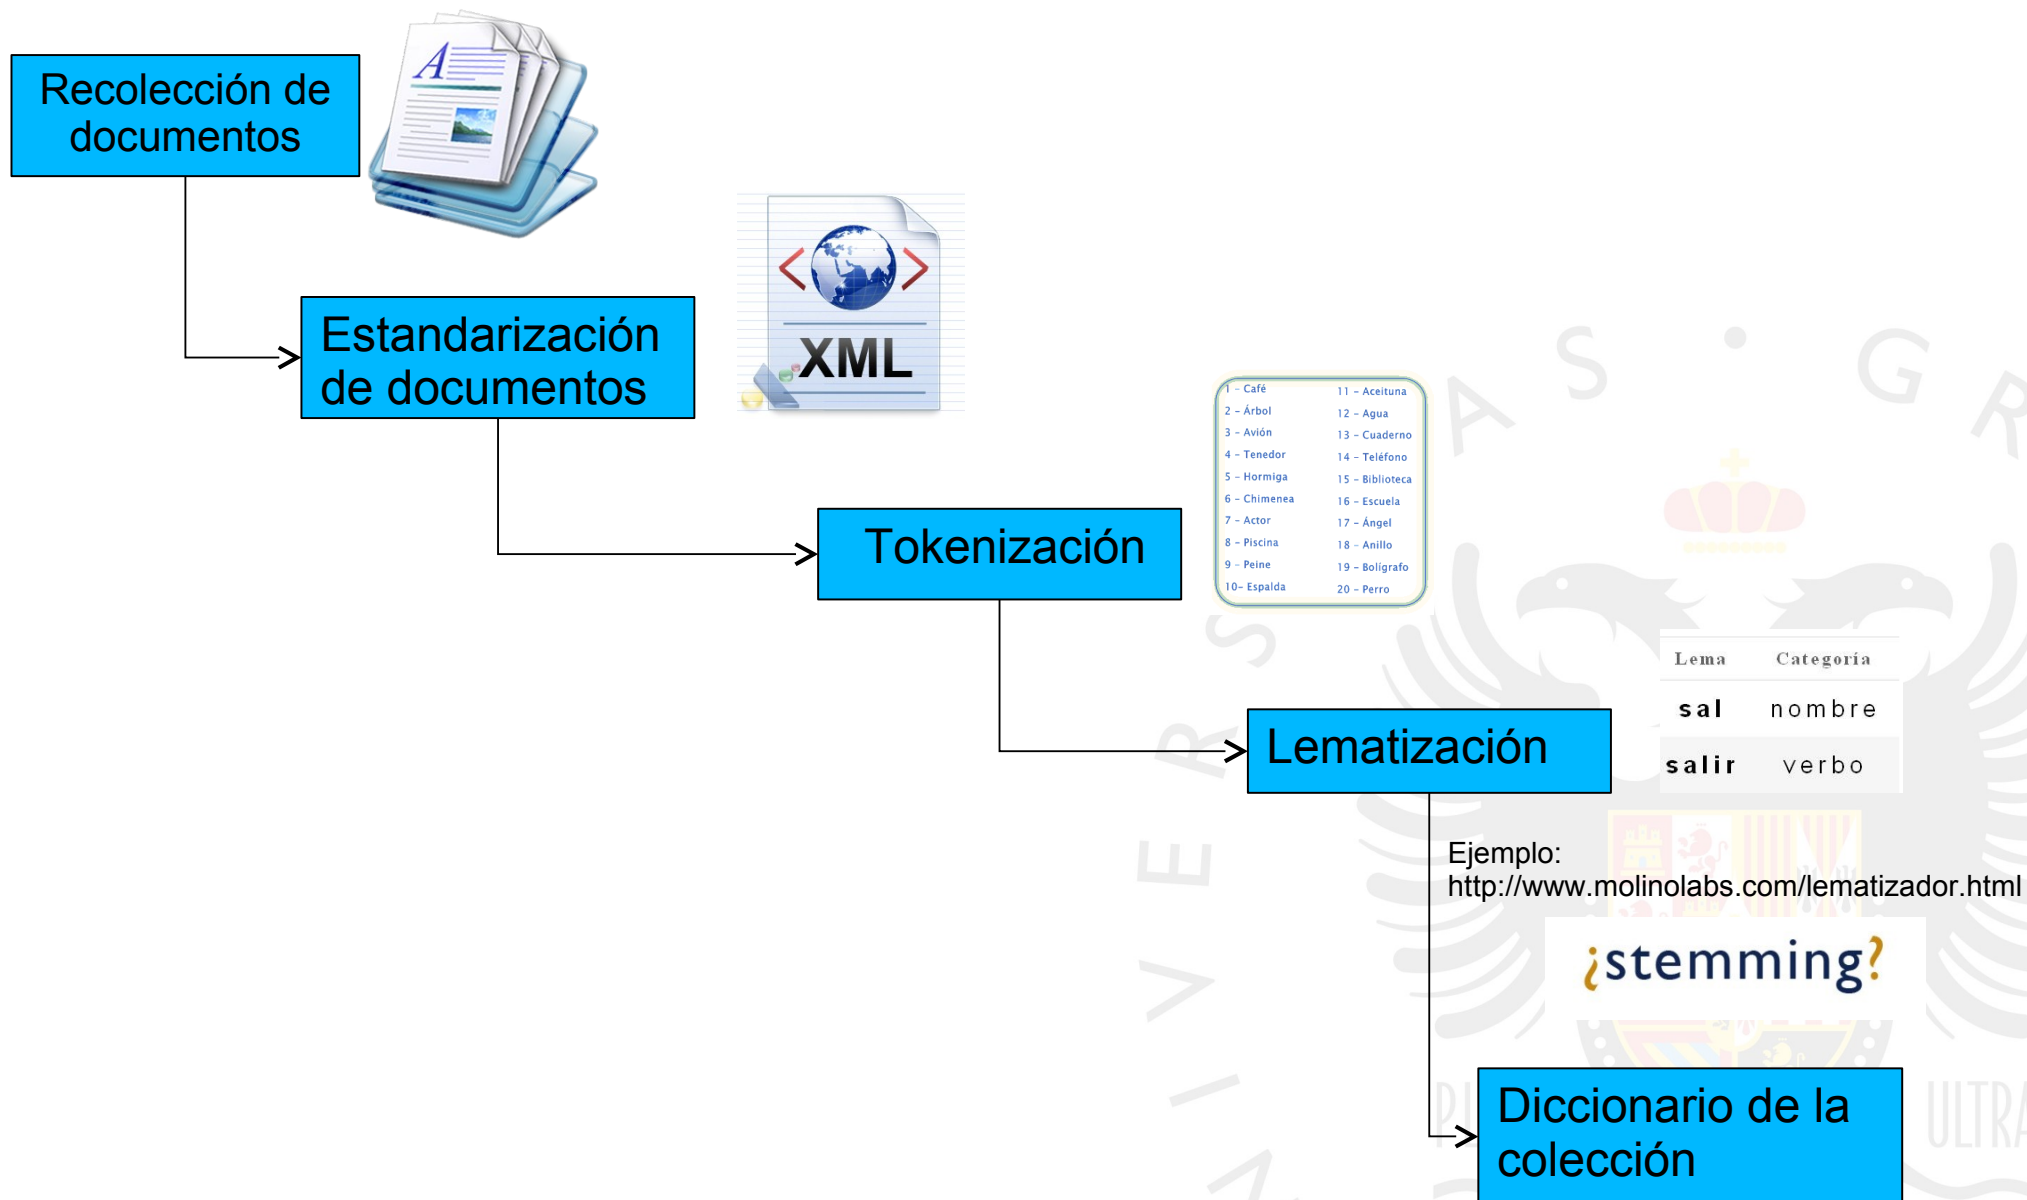 Recolección de
documentos
A
Estandarización
de documentos
XML
Tokenización
1 – Café
2 – Árbol
3 – Avión
4 – Tenedor
5 – Hormiga
6 – Chimenea
7 – Actor
8 – Piscina
9 – Peine
10– Espalda
11 – Aceituna
12 – Agua
13 – Cuaderno
14 – Teléfono
15 – Biblioteca
16 – Escuela
17 – Ángel
18 – Anillo
19 – Bolígrafo
20 – Perro
Lematización
Lema Categoría
sal nombre
salir verbo
Ejemplo:
http://www.molinolabs.com/lematizador.html
¿stemming?
Diccionario de la
colección
I V E R S
A S · G R
ULTRA